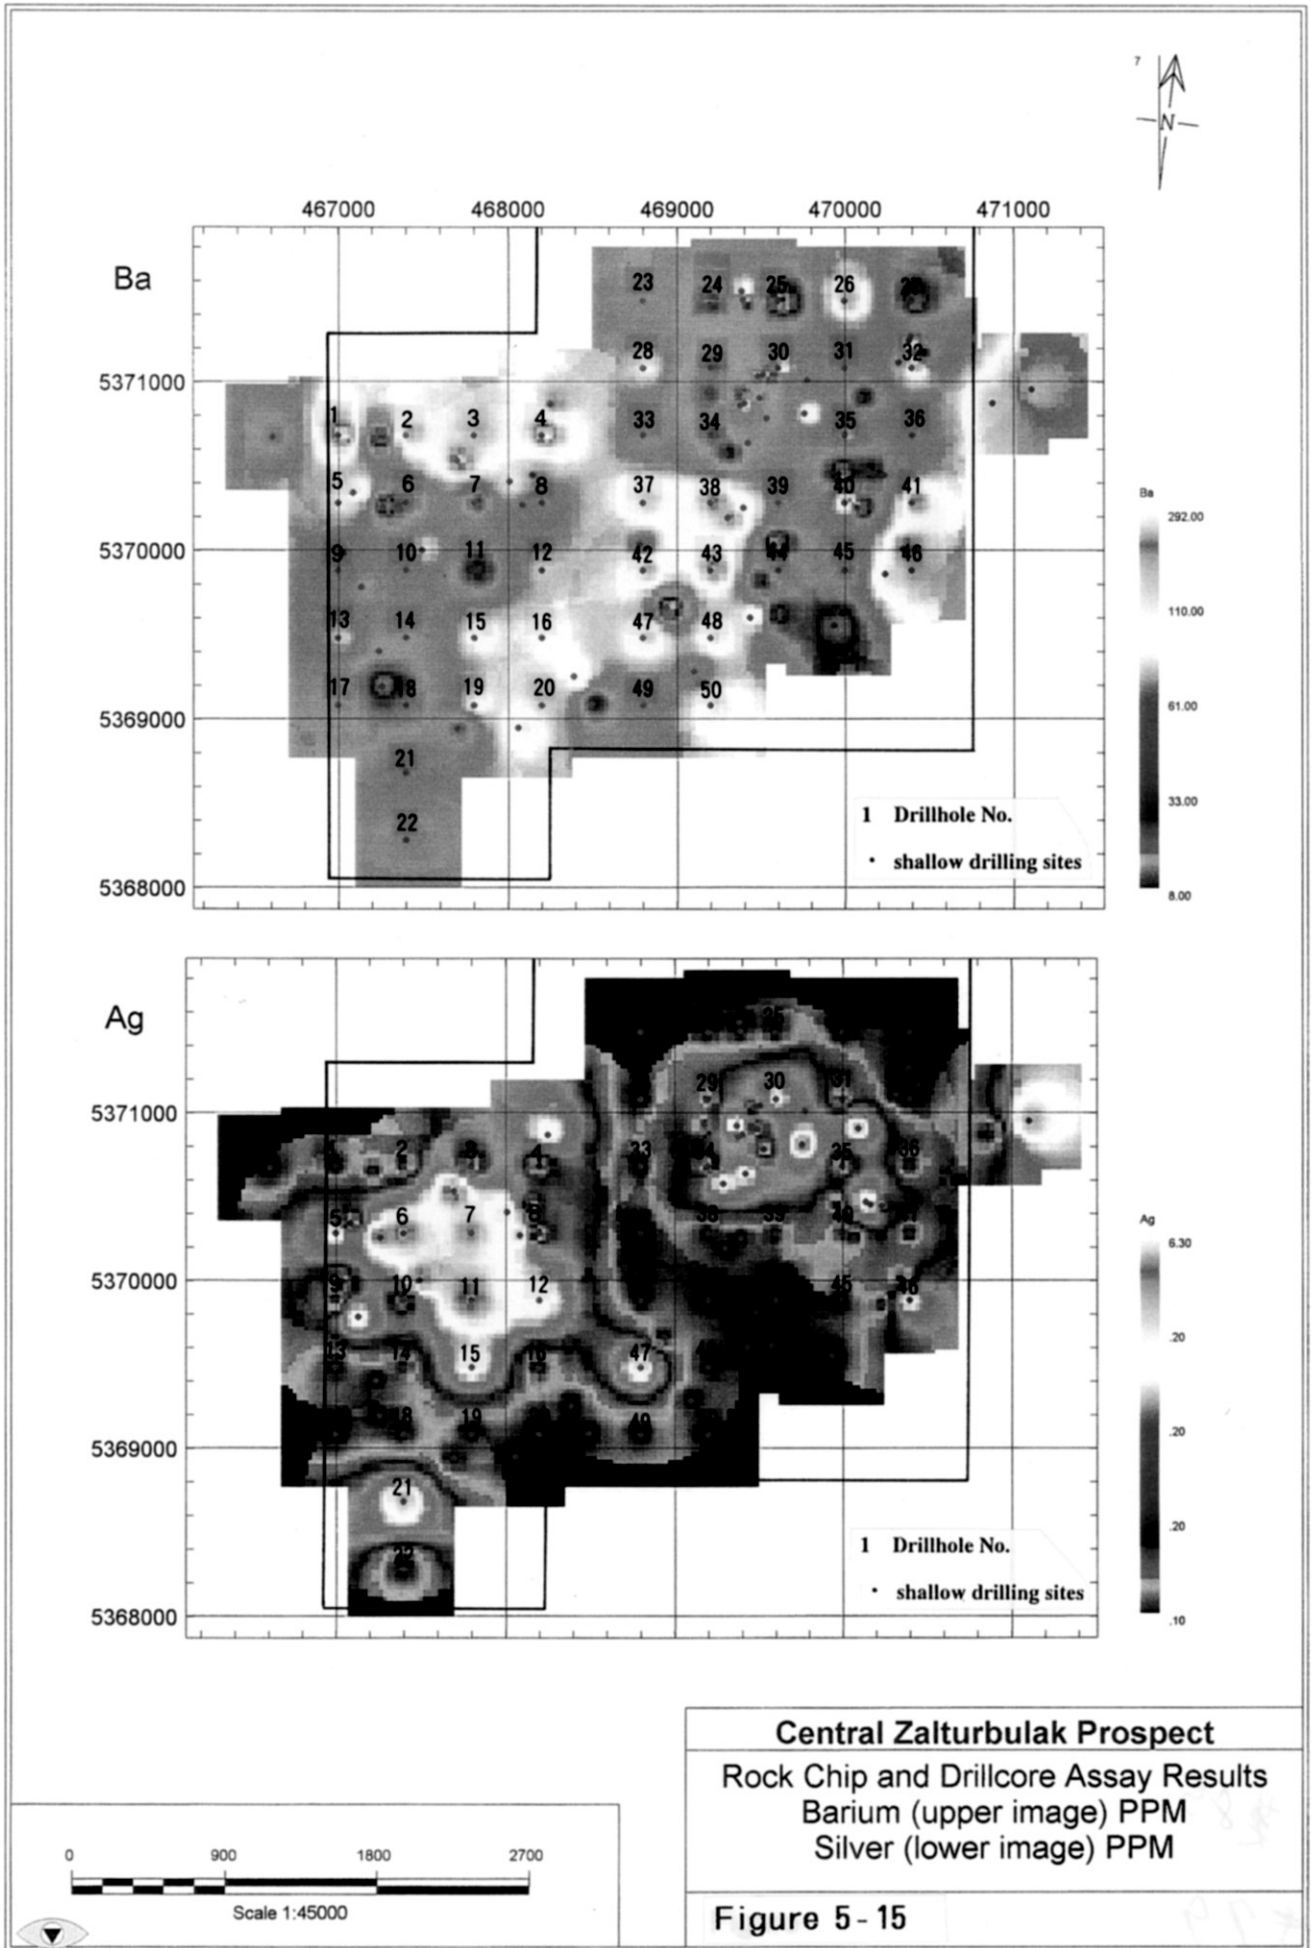 7
N
467000 468000 469000 470000 471000
Ba
23 24 25 26
28 29 30 31 32
5371000
1 2 3 4 33 34 35 36
5 6 7 8 37 38 39 40 41
Ba
292.00
5370000
9 10 11 12 42 43 44 45 46
110.00
13 14 15 16 47 48
17 18 19 20 49 50
61.00
5369000
21
33.00
22
1 Drillhole No.
• shallow drilling sites
5368000
8.00
Ag
29 30 31
5371000
2 3 4 33 35 36
5 6 7 38 39 40
Ag
6.30
5370000
10 11 12 45 46
.20
13 14 15 16 47
18 19 49
.20
5369000
21
.20
22
1 Drillhole No.
• shallow drilling sites
5368000
.10
Central Zalturbulak Prospect
Rock Chip and Drillcore Assay Results
Barium (upper image) PPM
Silver (lower image) PPM
0 900 1800 2700
Scale 1:45000
Figure 5-15